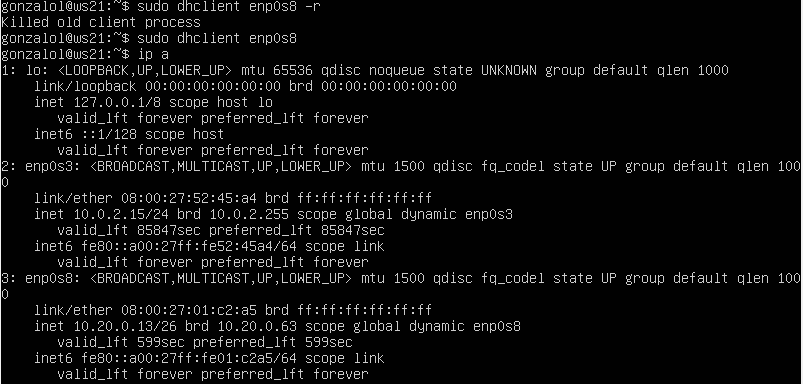 gonzalol@ws21:~$ sudo dhclient enp0s8 -r
Killed old client process
gonzalol@ws21:~$ sudo dhclient enp0s8
gonzalol@ws21:~$ ip a
1: lo: <LOOPBACK,UP,LOWER_UP> mtu 65536 qdisc noqueue state UNKNOWN group default qlen 1000
    link/loopback 00:00:00:00:00:00 brd 00:00:00:00:00:00
    inet 127.0.0.1/8 scope host lo
       valid_lft forever preferred_lft forever
    inet6 ::1/128 scope host
       valid_lft forever preferred_lft forever
2: enp0s3: <BROADCAST,MULTICAST,UP,LOWER_UP> mtu 1500 qdisc fq_codel state UP group default qlen 100
0
    link/ether 08:00:27:52:45:a4 brd ff:ff:ff:ff:ff:ff
    inet 10.0.2.15/24 brd 10.0.2.255 scope global dynamic enp0s3
       valid_lft 85847sec preferred_lft 85847sec
    inet6 fe80::a00:27ff:fe52:45a4/64 scope link
       valid_lft forever preferred_lft forever
3: enp0s8: <BROADCAST,MULTICAST,UP,LOWER_UP> mtu 1500 qdisc fq_codel state UP group default qlen 100
0
    link/ether 08:00:27:01:c2:a5 brd ff:ff:ff:ff:ff:ff
    inet 10.20.0.13/26 brd 10.20.0.63 scope global dynamic enp0s8
       valid_lft 599sec preferred_lft 599sec
    inet6 fe80::a00:27ff:fe01:c2a5/64 scope link
       valid_lft forever preferred_lft forever